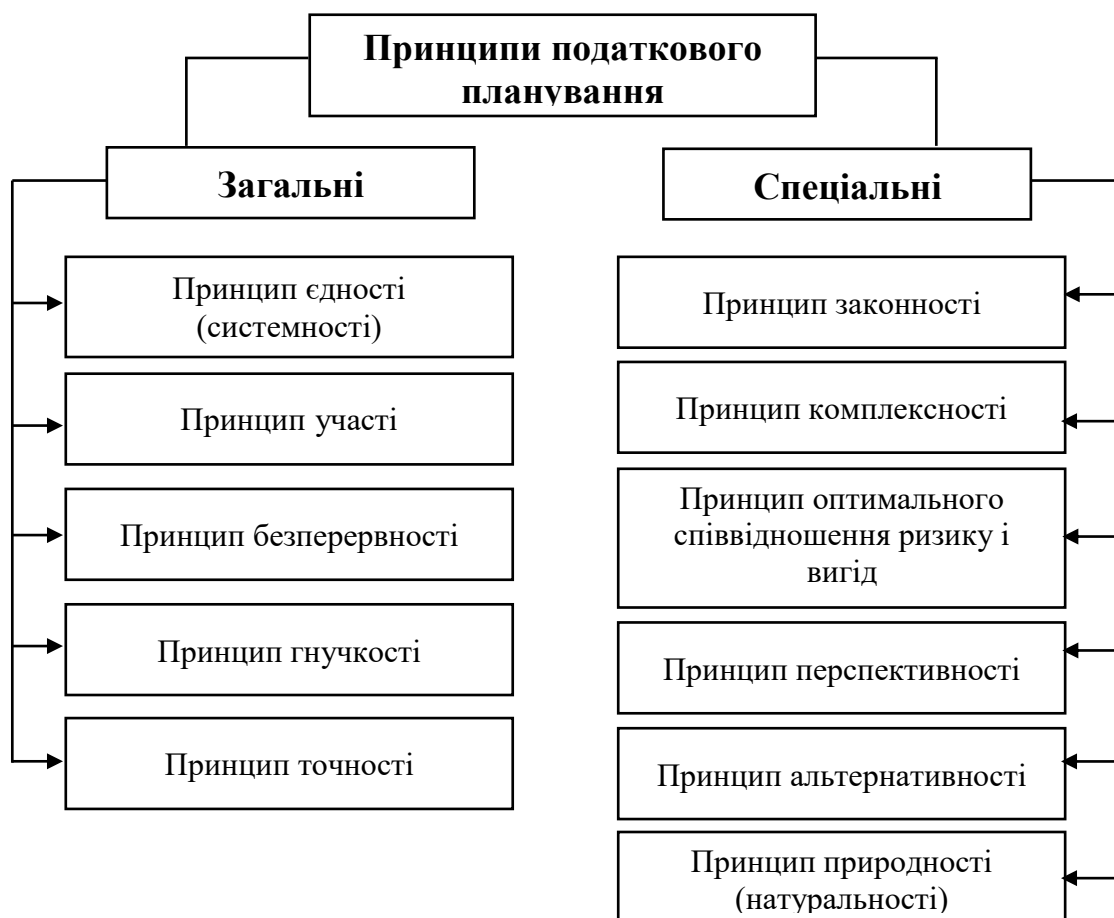 Принципи податкового
планування
Загальні
Спеціальні
Принцип єдності
(системності)
Принцип участі
Принцип безперервності
Принцип гнучкості
Принцип точності
Принцип законності
Принцип комплексності
Принцип оптимального
співвідношення ризику і
вигід
Принцип перспективності
Принцип альтернативності
Принцип природності
(натуральності)